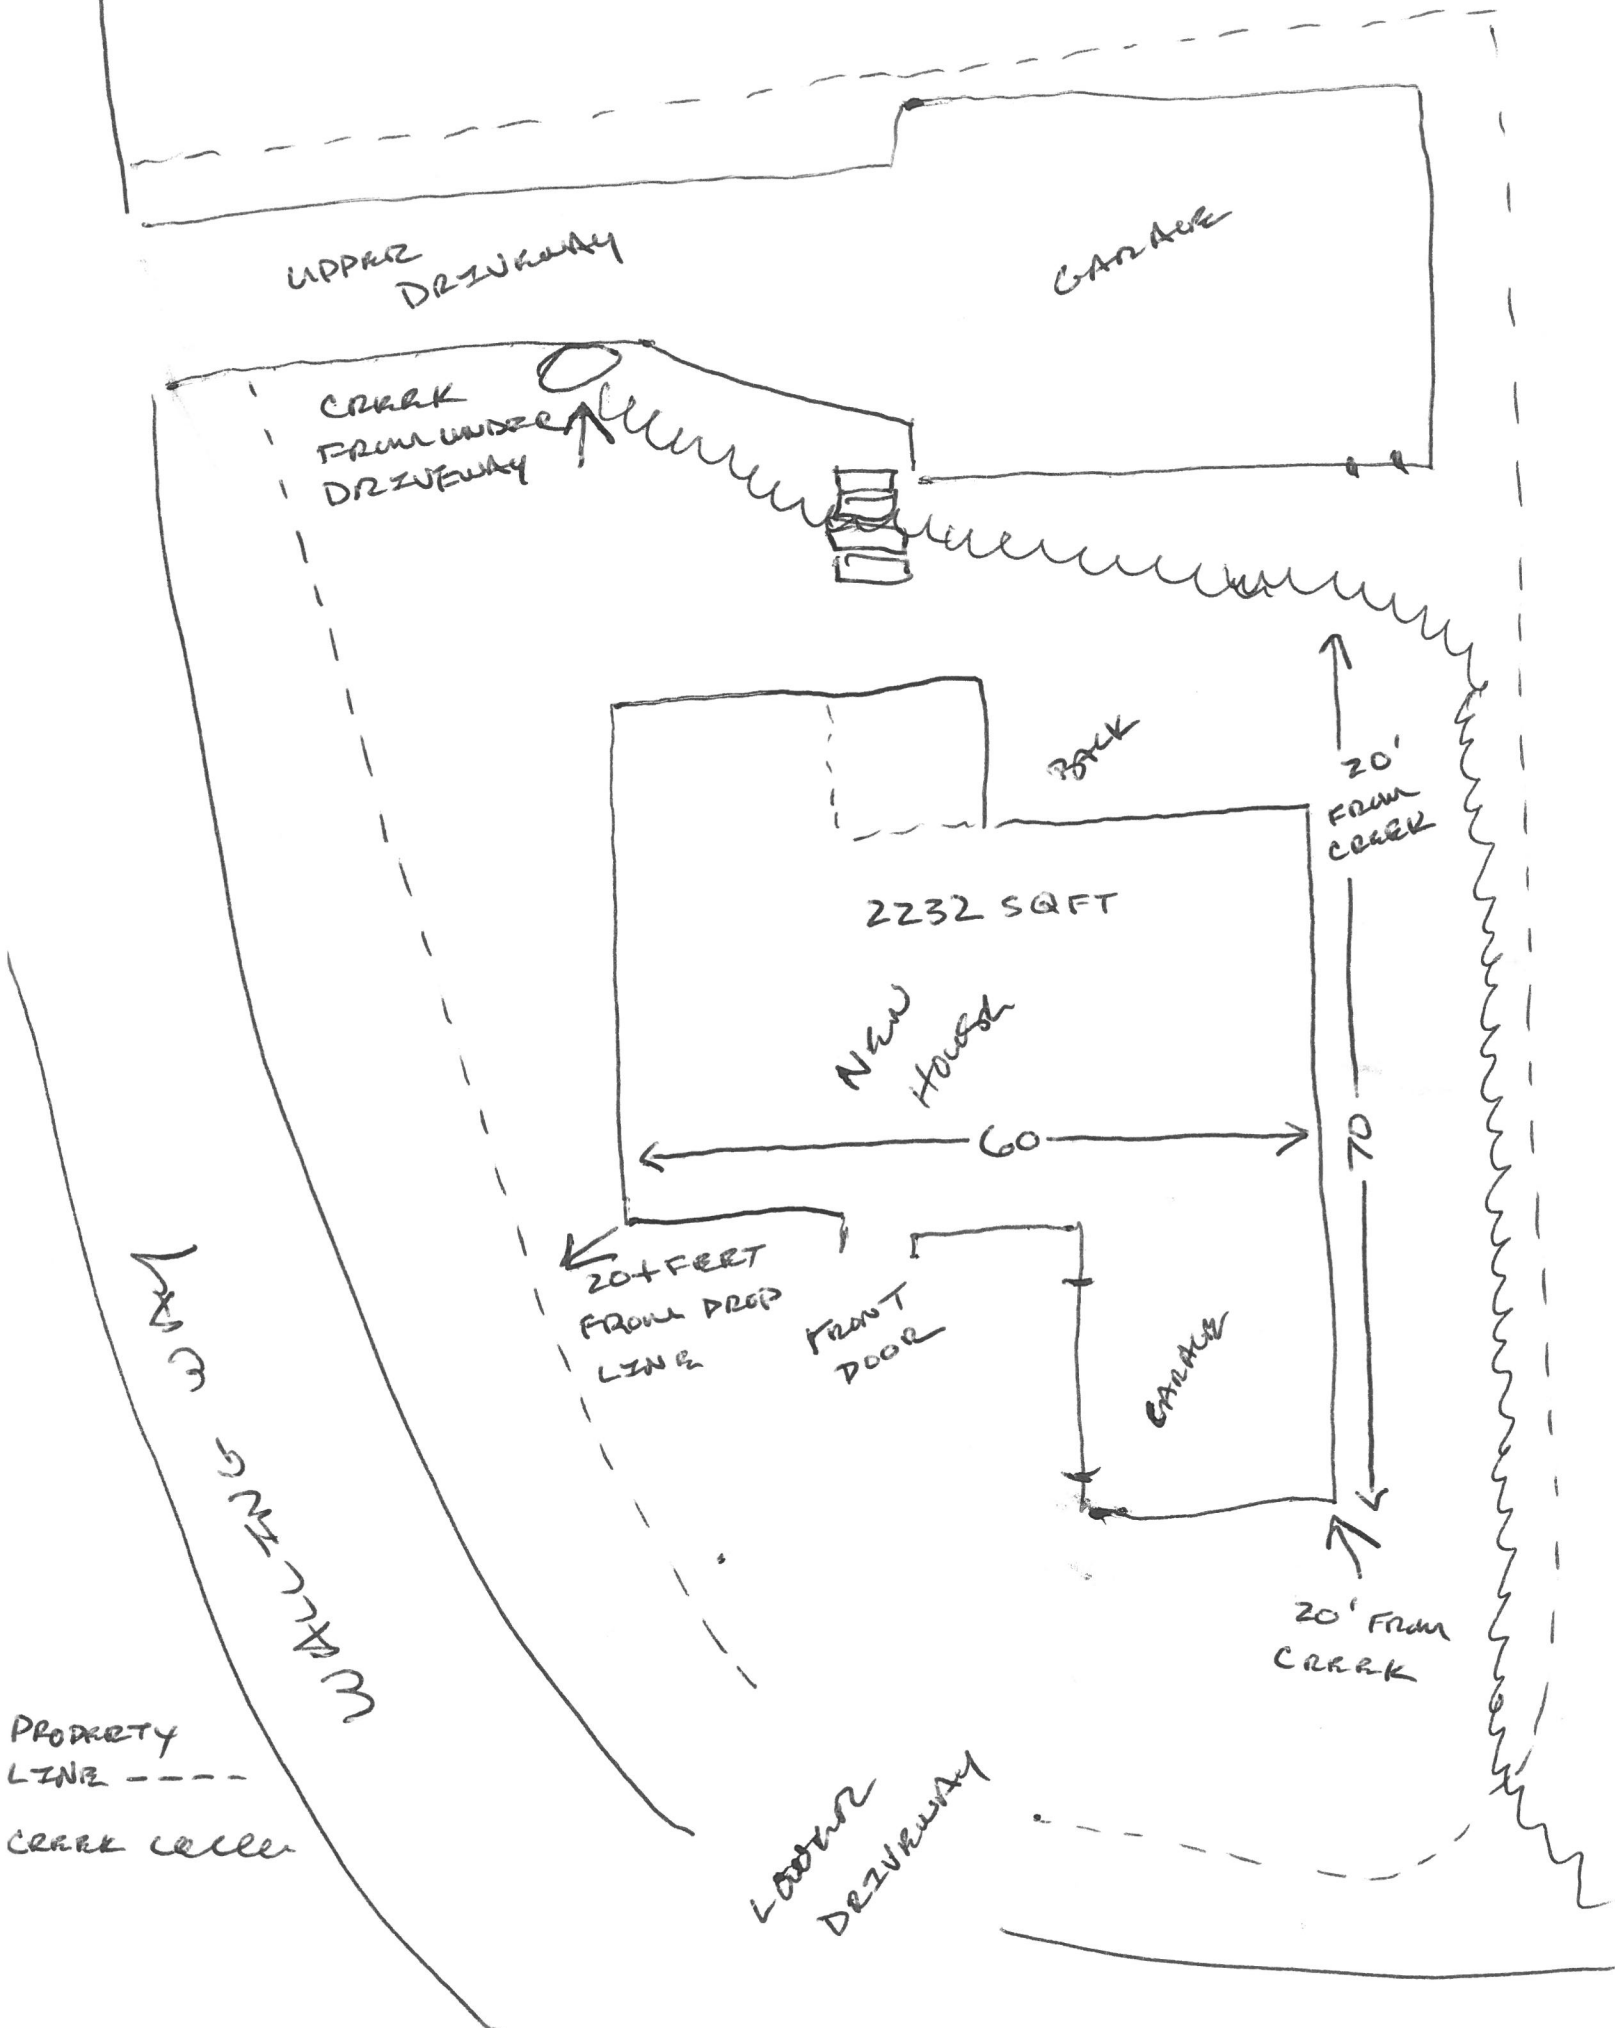 UPPER
DRIVEWAY
GARAGE
CREEK
FROM UNDER
DRIVEWAY
BACK
20'
FROM
CREEK
2232 SQFT
NEW
HOUSE
60
70
20+ FEET
FROM DROP
LINE
FRONT
DOOR
GARAGE
20' FROM
CREEK
WALLING
PROPERTY
LINE
CREEK
LOWER
DRIVEWAY